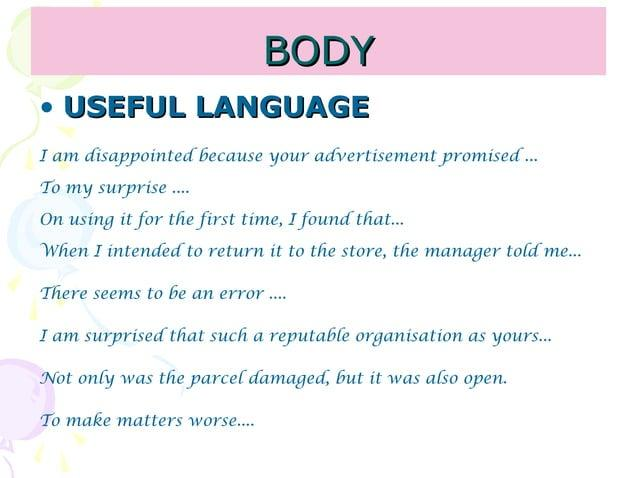 BODY
• USEFUL LANGUAGE
I am disappointed because your advertisement promised ...
To my surprise ....
On using it for the first time, I found that...
When I intended to return it to the store, the manager told me...
There seems to be an error ....
I am surprised that such a reputable organisation as yours...
Not only was the parcel damaged, but it was also open.
To make matters worse....